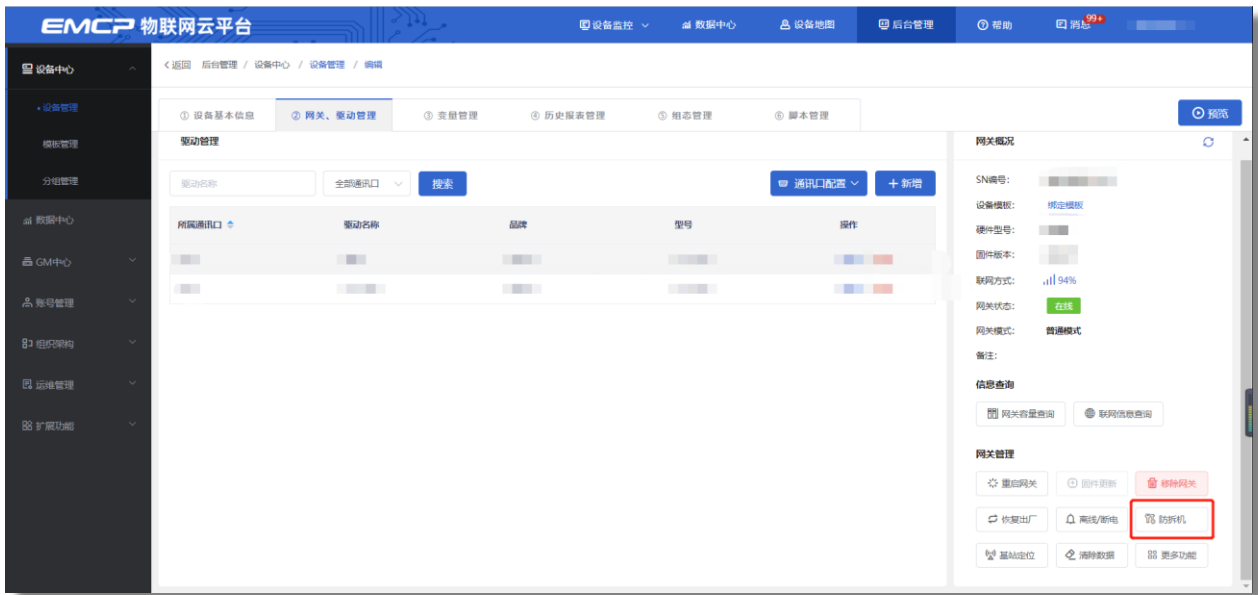 EMCP 物联网云平台
设备监控
数据中心
设备地图
后台管理
帮助
消息
99+
设备中心
设备管理
模板管理
分组管理
数据中心
GM中心
账号管理
组织架构
运维管理
扩展功能
<返回 后台管理 / 设备中心 / 设备管理 / 编辑
① 设备基本信息
② 网关、驱动管理
③ 变量管理
④ 历史报表管理
⑤ 组态管理
⑥ 脚本管理
预览
驱动管理
驱动名称
全部通讯口
搜索
通讯口配置
+新增
所属通讯口 驱动名称 品牌 型号 操作
网关概况
SN编号:
设备模板: 绑定模板
硬件型号:
固件版本:
联网方式: 94%
网关状态: 在线
网关模式: 普通模式
备注:
信息查询
网关容量查询 联网信息查询
网关管理
重启网关 固件更新 移除网关
恢复出厂 离线/断电 防拆机
基站定位 清除数据 更多功能